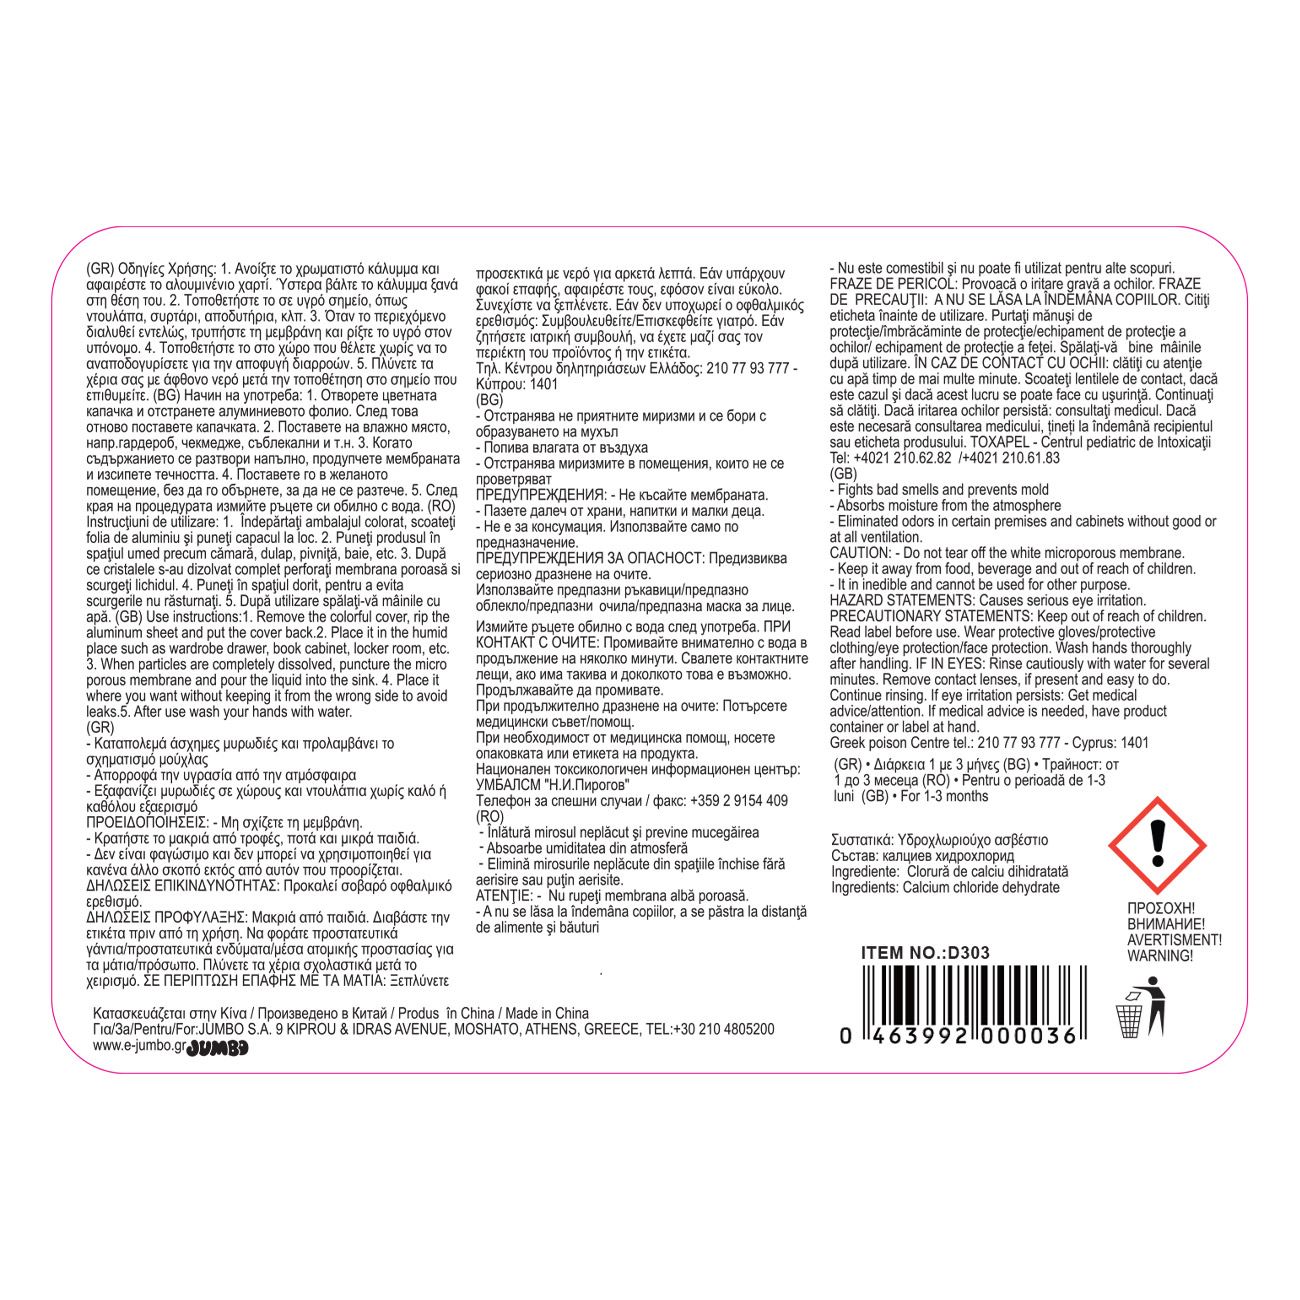 (GR) Οδηγίες Χρήσης: 1. Ανοίξτε το χρωματιστό κάλυμμα και
αφαιρέστε το αλουμινένιο χαρτί. Ύστερα βάλτε το κάλυμμα ξανά
στη θέση του. 2. Τοποθετήστε το σε υγρό σημείο, όπως
ντουλάπα, συρτάρι, αποδυτήρια, κλπ. 3. Όταν το περιεχόμενο
διαλυθεί εντελώς, τρυπήστε τη μεμβράνη και ρίξτε το υγρό στον
υπόνομο. 4. Τοποθετήστε το στο χώρο που θέλετε χωρίς να το
αναποδογυρίσετε για την αποφυγή διαρροών. 5. Πλύνετε τα
χέρια σας με άφθονο νερό μετά την τοποθέτηση στο σημείο που
επιθυμείτε. (BG) Начин на употреба: 1. Отворете цветната
капачка и отстранете алуминиевото фолио. След това
отново поставете капачката. 2. Поставете на влажно място,
напр.гардероб, чекмедже, съблекални и т.н. 3. Когато
съдържанието се разтвори напълно, продупчете мембраната
и изсипете течността. 4. Поставете го в желаното
помещение, без да го обърнете, за да не се разтече. 5. След
края на процедурата измийте ръцете си обилно с вода. (RO)
Instrucţiuni de utilizare: 1.  Îndepărtaţi ambalajul colorat, scoateţi
folia de aluminiu şi puneţi capacul la loc. 2. Puneţi produsul în
spaţiul umed precum cămară, dulap, pivniţă, baie, etc. 3. După
ce cristalele s-au dizolvat complet perforaţi membrana poroasă si
scurgeţi lichidul. 4. Puneţi în spaţiul dorit, pentru a evita
scurgerile nu răsturnaţi. 5. După utilizare spălaţi-vă mâinile cu
apă. (GB) Use instructions:1. Remove the colorful cover, rip the
aluminum sheet and put the cover back.2. Place it in the humid
place such as wardrobe drawer, book cabinet, locker room, etc.
3. When particles are completely dissolved, puncture the micro
porous membrane and pour the liquid into the sink. 4. Place it
where you want without keeping it from the wrong side to avoid
leaks.5. After use wash your hands with water.
(GR)
- Καταπολεμά άσχημες μυρωδιές και προλαμβάνει το
σχηματισμό μούχλας
- Απορροφά την υγρασία από την ατμόσφαιρα
- Εξαφανίζει μυρωδιές σε χώρους και ντουλάπια χωρίς καλό ή
καθόλου εξαερισμό
ΠΡΟΕΙΔΟΠΟΙΗΣΕΙΣ: - Μη σχίζετε τη μεμβράνη.
- Κρατήστε το μακριά από τροφές, ποτά και μικρά παιδιά.
- Δεν είναι φαγώσιμο και δεν μπορεί να χρησιμοποιηθεί για
κανένα άλλο σκοπό εκτός από αυτόν που προορίζεται.
ΔΗΛΩΣΕΙΣ ΕΠΙΚΙΝΔΥΝΟΤΗΤΑΣ: Προκαλεί σοβαρό οφθαλμικό
ερεθισμό.
ΔΗΛΩΣΕΙΣ ΠΡΟΦΥΛΑΞΗΣ: Μακριά από παιδιά. Διαβάστε την
ετικέτα πριν από τη χρήση. Να φοράτε προστατευτικά
γάντια/προστατευτικά ενδύματα/μέσα ατομικής προστασίας για
τα μάτια/πρόσωπο. Πλύνετε τα χέρια σχολαστικά μετά το
χειρισμό. ΣΕ ΠΕΡΙΠΤΩΣΗ ΕΠΑΦΗΣ ΜΕ ΤΑ ΜΑΤΙΑ: Ξεπλύνετε
προσεκτικά με νερό για αρκετά λεπτά. Εάν υπάρχουν
φακοί επαφής, αφαιρέστε τους, εφόσον είναι εύκολο.
Συνεχίστε να ξεπλένετε. Εάν δεν υποχωρεί ο οφθαλμικός
ερεθισμός: Συμβουλευθείτε/Επισκεφθείτε γιατρό. Εάν
ζητήσετε ιατρική συμβουλή, να έχετε μαζί σας τον
περιέκτη του προϊόντος ή την ετικέτα.
Τηλ. Κέντρου δηλητηριάσεων Ελλάδος: 210 77 93 777 -
Κύπρου: 1401
(BG)
- Отстранява не приятните миризми и се бори с
образуването на мухъл
- Попива влагата от въздуха
- Отстранява миризмите в помещения, които не се
проветряват
ПРЕДУПРЕЖДЕНИЯ: - Не късайте мембраната.
- Пазете далеч от храни, напитки и малки деца.
- Не е за консумация. Използвайте само по
предназначение.
ПРЕДУПРЕЖДЕНИЯ ЗА ОПАСНОСТ: Предизвиква
сериозно дразнене на очите.
Използвайте предпазни ръкавици/предпазно
облекло/предпазни  очила/предпазна маска за лице.
Измийте ръцете обилно с вода след употреба. ПРИ
КОНТАКТ С ОЧИТЕ: Промивайте внимателно с вода в
продължение на няколко минути. Свалете контактните
лещи, ако има такива и доколкото това е възможно.
Продължавайте да промивате.
При продължително дразнене на очите: Потърсете
медицински съвет/помощ.
При необходимост от медицинска помощ, носете
опаковката или етикета на продукта.
Национален токсикологичен информационен център:
УМБАЛСМ "Н.И.Пирогов"
Телефон за спешни случаи / факс: +359 2 9154 409
(RO)
- Înlătură mirosul neplăcut şi previne mucegăirea
- Absoarbe umiditatea din atmosferă
- Elimină mirosurile neplăcute din spaţiile închise fără
aerisire sau puţin aerisite.
ATENŢIE: -  Nu rupeţi membrana albă poroasă.
- A nu se lăsa la îndemâna copiilor, a se păstra la distanţă
de alimente şi băuturi
- Nu este comestibil şi nu poate fi utilizat pentru alte scopuri.
FRAZE DE PERICOL: Provoacă o iritare gravă a ochilor. FRAZE
DE  PRECAUŢII:  A NU SE LĂSA LA ÎNDEMÂNA COPIILOR. Citiţi
eticheta înainte de utilizare. Purtaţi mănuşi de
protecţie/îmbrăcăminte de protecţie/echipament de protecţie a
ochilor/ echipament de protecţie a feţei. Spălaţi-vă   bine  mâinile
după utilizare. ÎN CAZ DE CONTACT CU OCHII: clătiţi cu atenţie
cu apă timp de mai multe minute. Scoateţi lentilele de contact, dacă
este cazul şi dacă acest lucru se poate face cu uşurinţă. Continuaţi
să clătiţi. Dacă iritarea ochilor persistă: consultaţi medicul. Dacă
este necesară consultarea medicului, ţineţi la îndemână recipientul
sau eticheta produsului. TOXAPEL - Centrul pediatric de Intoxicaţii
Tel: +4021 210.62.82  /+4021 210.61.83
(GB)
- Fights bad smells and prevents mold
- Absorbs moisture from the atmosphere
- Eliminated odors in certain premises and cabinets without good or
at all ventilation.
CAUTION: - Do not tear off the white microporous membrane.
- Keep it away from food, beverage and out of reach of children.
- It in inedible and cannot be used for other purpose.
HAZARD STATEMENTS: Causes serious eye irritation.
PRECAUTIONARY STATEMENTS: Keep out of reach of children.
Read label before use. Wear protective gloves/protective
clothing/eye protection/face protection. Wash hands thoroughly
after handling. IF IN EYES: Rinse cautiously with water for several
minutes. Remove contact lenses, if present and easy to do.
Continue rinsing. If eye irritation persists: Get medical
advice/attention. If medical advice is needed, have product
container or label at hand.
Greek poison Centre tel.: 210 77 93 777 - Cyprus: 1401
(GR) • Διάρκεια 1 με 3 μήνες (BG) • Трайност: от
1 до 3 месеца (RO) • Pentru o perioadă de 1-3
luni  (GB) • For 1-3 months
Συστατικά: Υδροχλωριούχο ασβέστιο
Състав: калциев хидрохлорид
Ingrediente:  Clorură de calciu dihidratată
Ingredients: Calcium chloride dehydrate
ΠΡΟΣΟΧΗ!
ВНИМАНИЕ!
AVERTISMENT!
WARNING!
ITEM NO.:D303
0 463992 000036
Κατασκευάζεται στην Κίνα / Произведено в Китай / Produs  în China / Made in China
Για/За/Pentru/For:JUMBO S.A. 9 KIPROU & IDRAS AVENUE, MOSHATO, ATHENS, GREECE, TEL:+30 210 4805200
www.e-jumbo.gr JUMBO